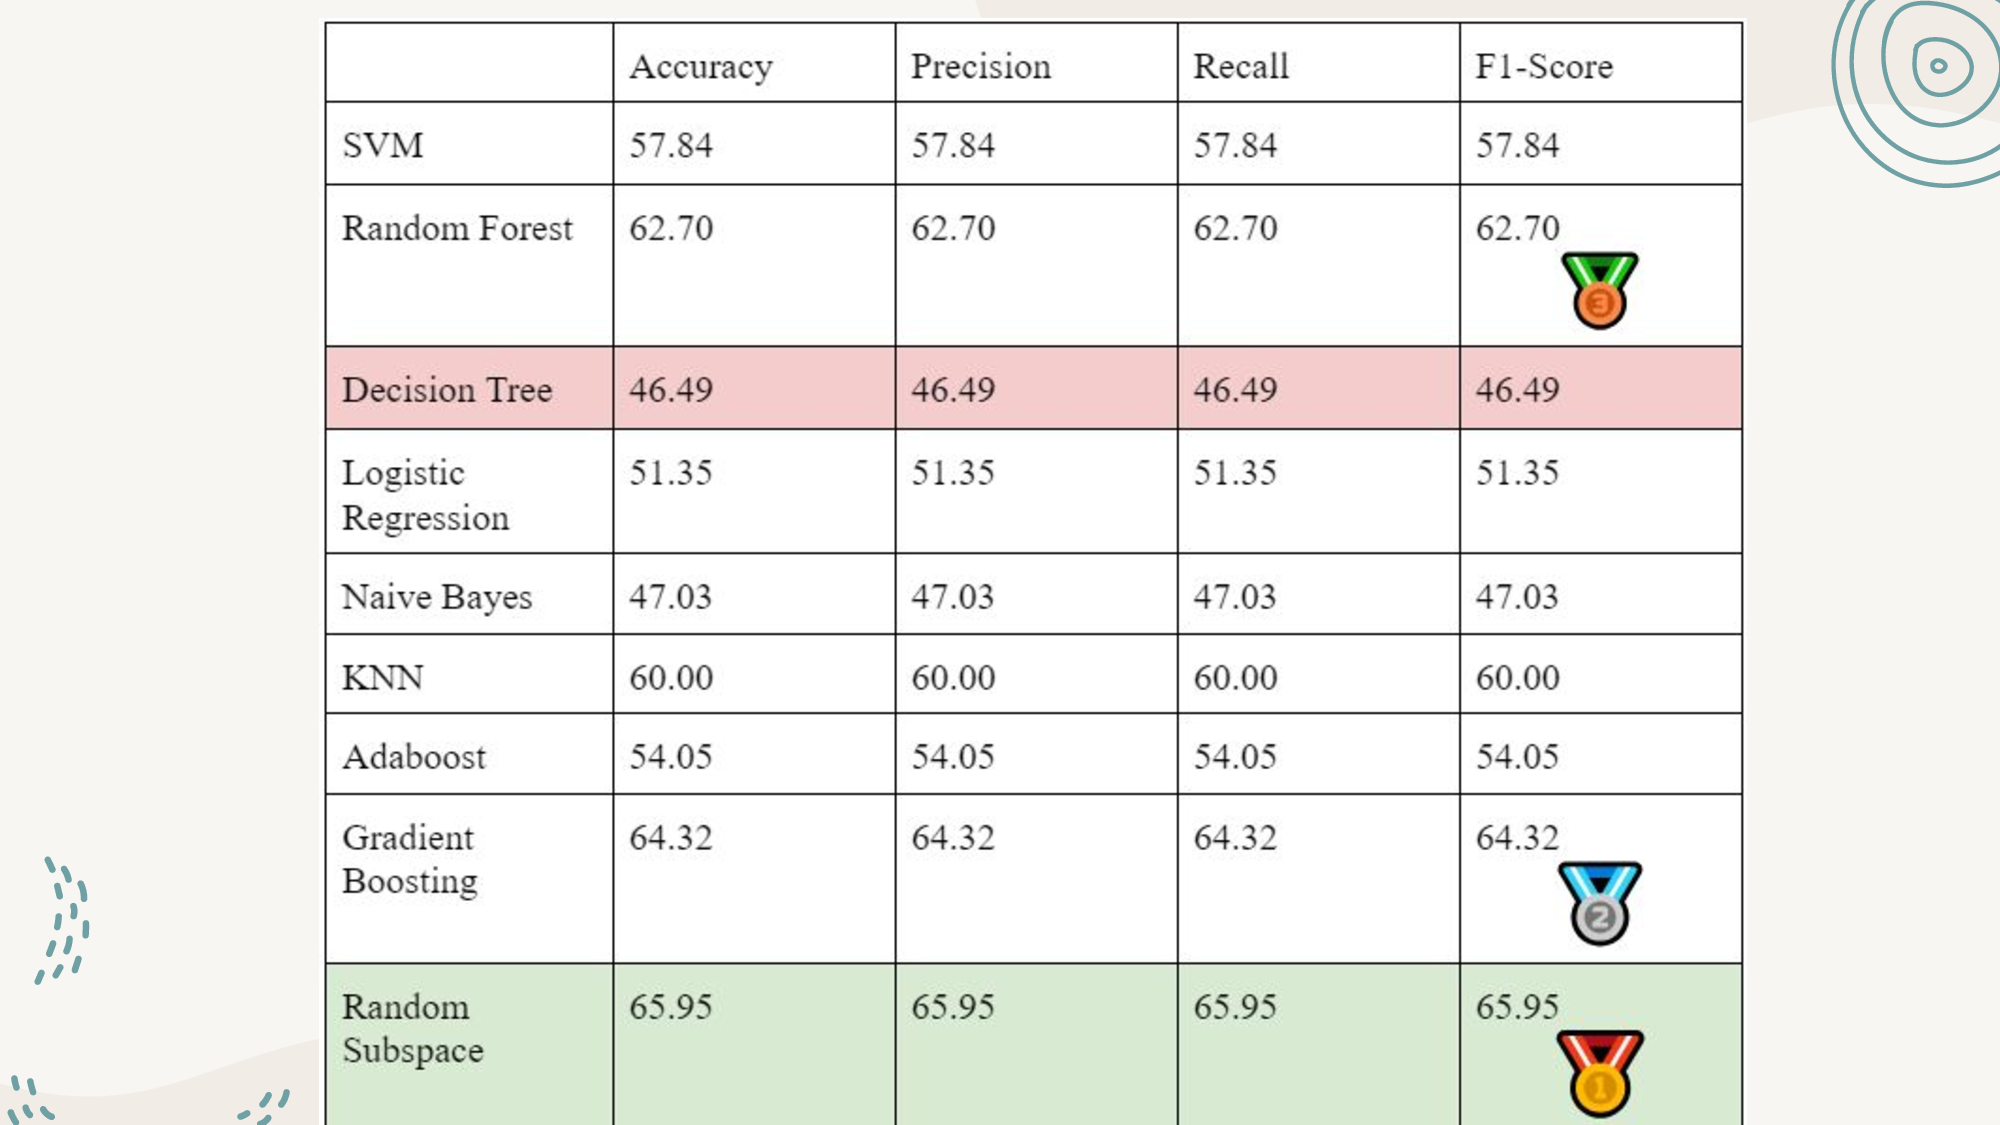 Accuracy Precision Recall F1-Score
SVM 57.84 57.84 57.84 57.84
Random Forest 62.70 62.70 62.70 62.70
3
Decision Tree 46.49 46.49 46.49 46.49
Logistic 51.35 51.35 51.35 51.35
Regression
Naive Bayes 47.03 47.03 47.03 47.03
KNN 60.00 60.00 60.00 60.00
Adaboost 54.05 54.05 54.05 54.05
Gradient 64.32 64.32 64.32 64.32
Boosting
2
Random 65.95 65.95 65.95 65.95
Subspace
1